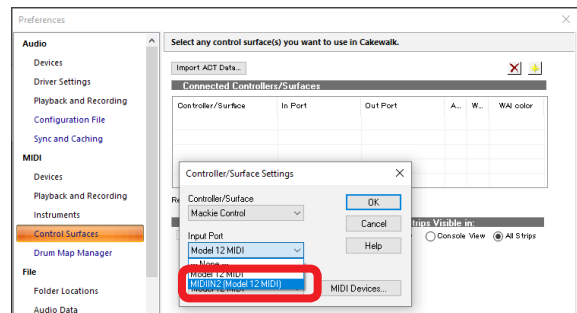 Preferences
Audio
Devices
Driver Settings
Playback and Recording
Configuration File
Sync and Caching
MIDI
Devices
Playback and Recording
Instruments
Control Surfaces
Drum Map Manager
File
Folder Locations
Audio Data
Select any control surface(s) you want to use in Cakewalk.
Import ACT Data...
Connected Controllers/Surfaces
Controller/Surface In Port Out Port A... W... WAI color
Controller/Surface Settings
Controller/Surface
Mackie Control
OK
Cancel
Input Port
Model 12 MIDI
Help
--- None ---
Model 12 MIDI
MIDIIN2 (Model 12 MIDI)
MIDI Devices...
trips Visible in:
Console View All Strips